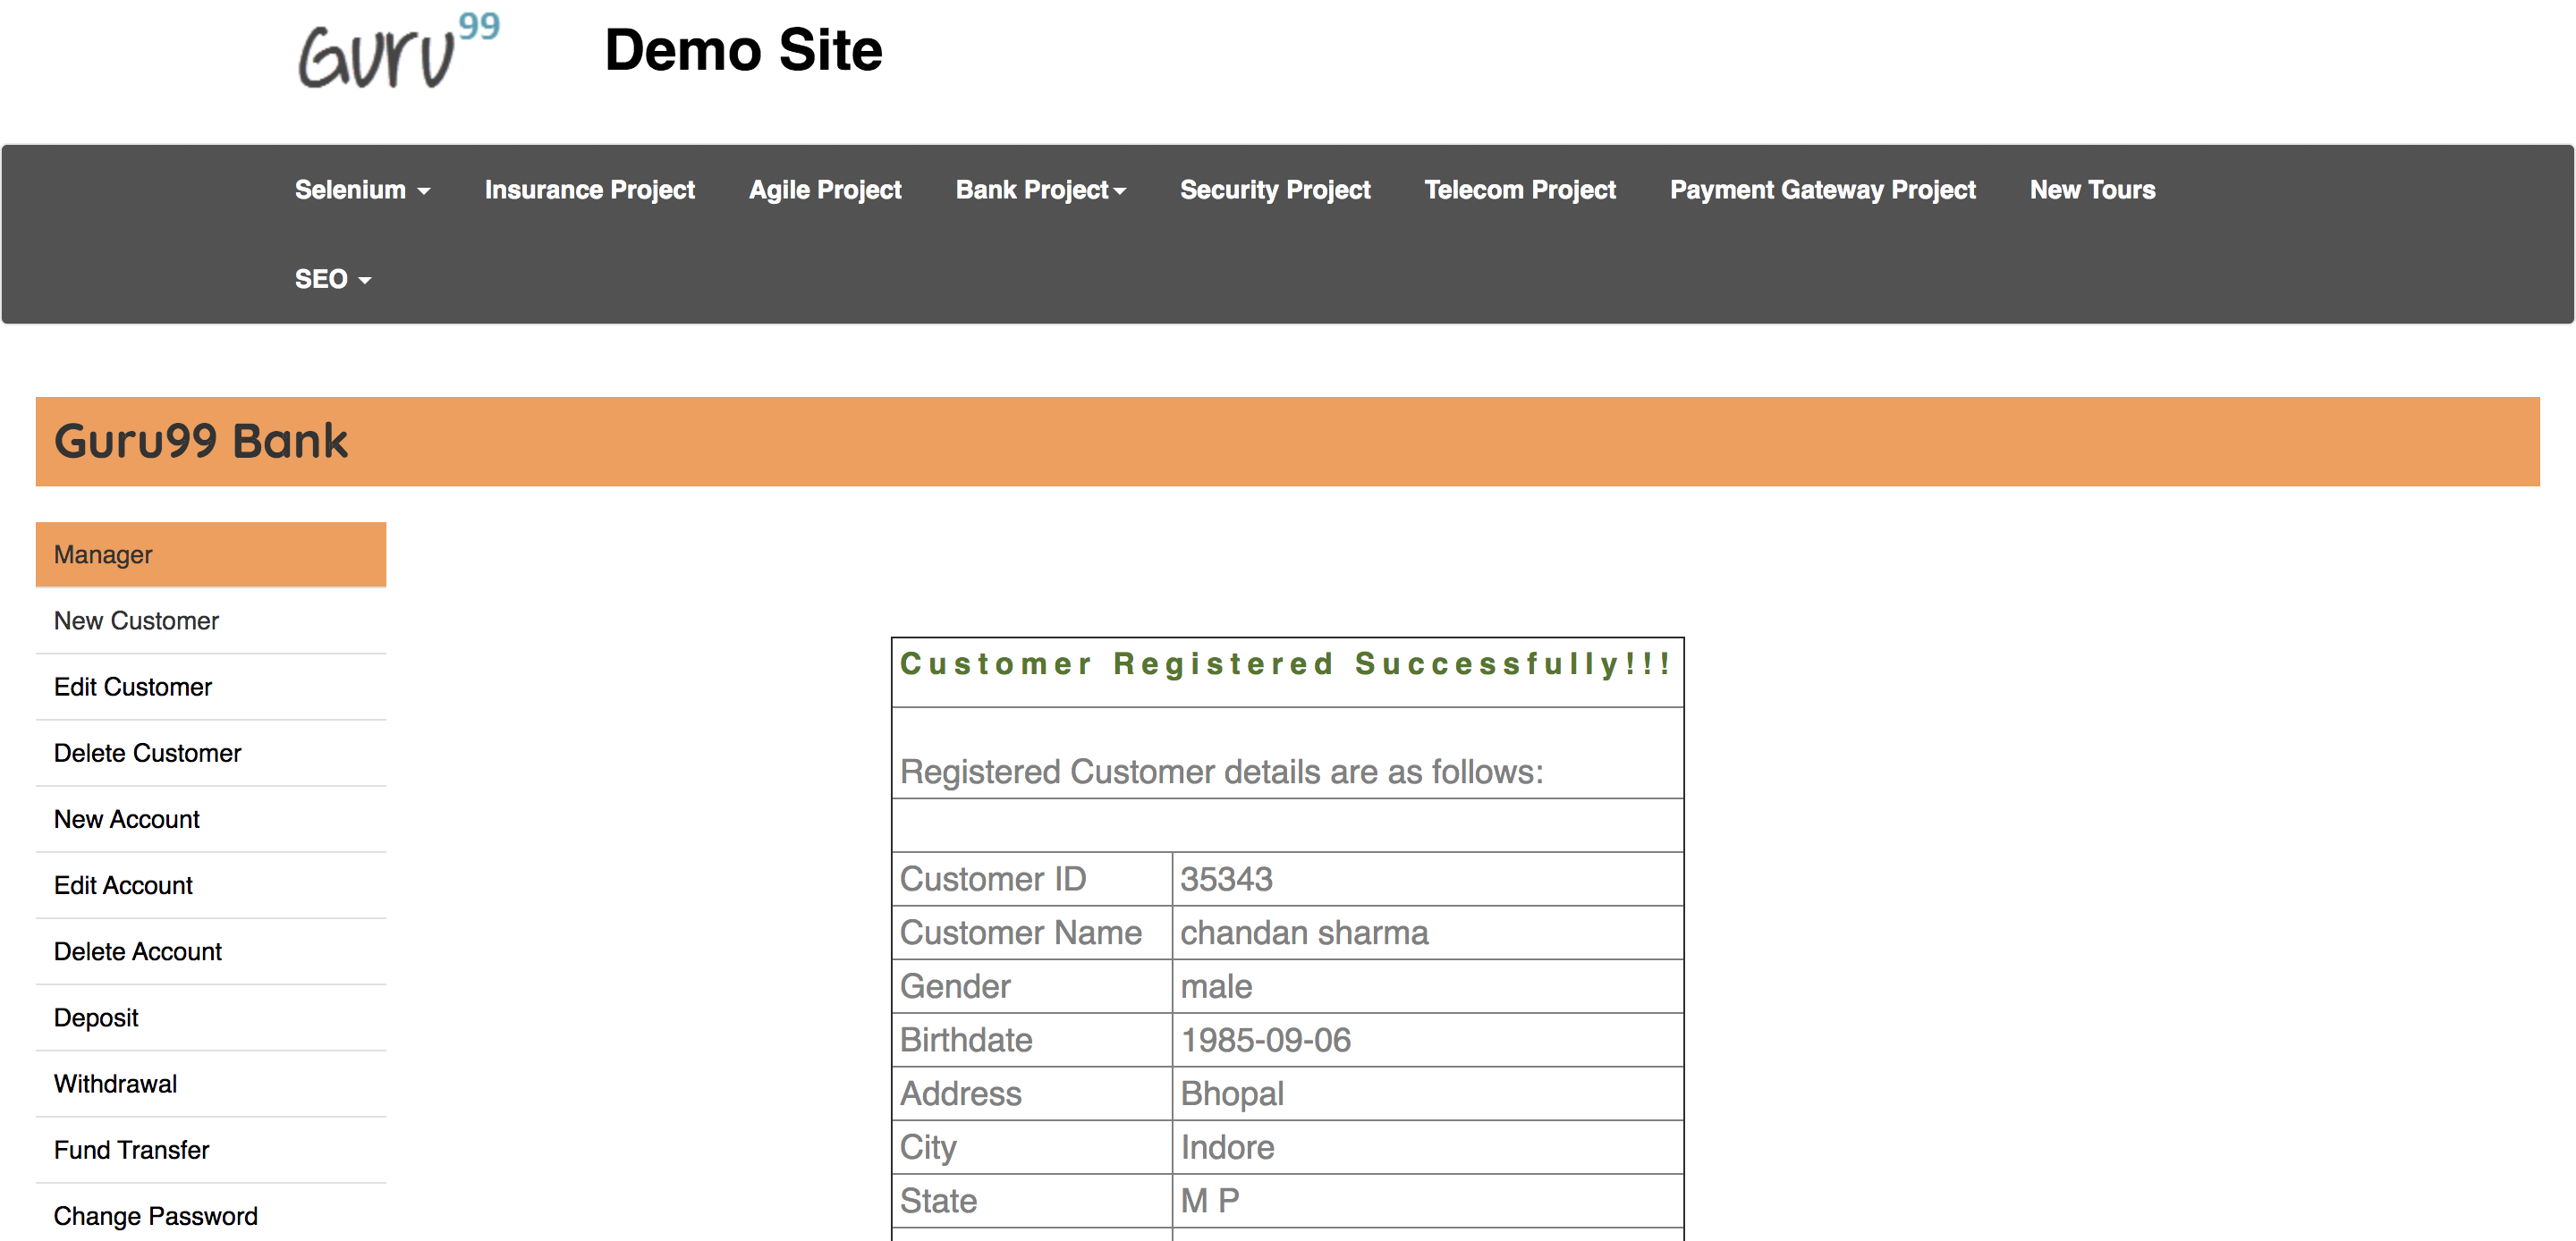 Guru99
Demo Site
Selenium Insurance Project Agile Project Bank Project Security Project Telecom Project Payment Gateway Project New Tours
SEO
Guru99 Bank
Manager
New Customer
Edit Customer
Delete Customer
New Account
Edit Account
Delete Account
Deposit
Withdrawal
Fund Transfer
Change Password
Customer Registered Successfully!!!
Registered Customer details are as follows:
Customer ID 35343
Customer Name chandan sharma
Gender male
Birthdate 1985-09-06
Address Bhopal
City Indore
State M P